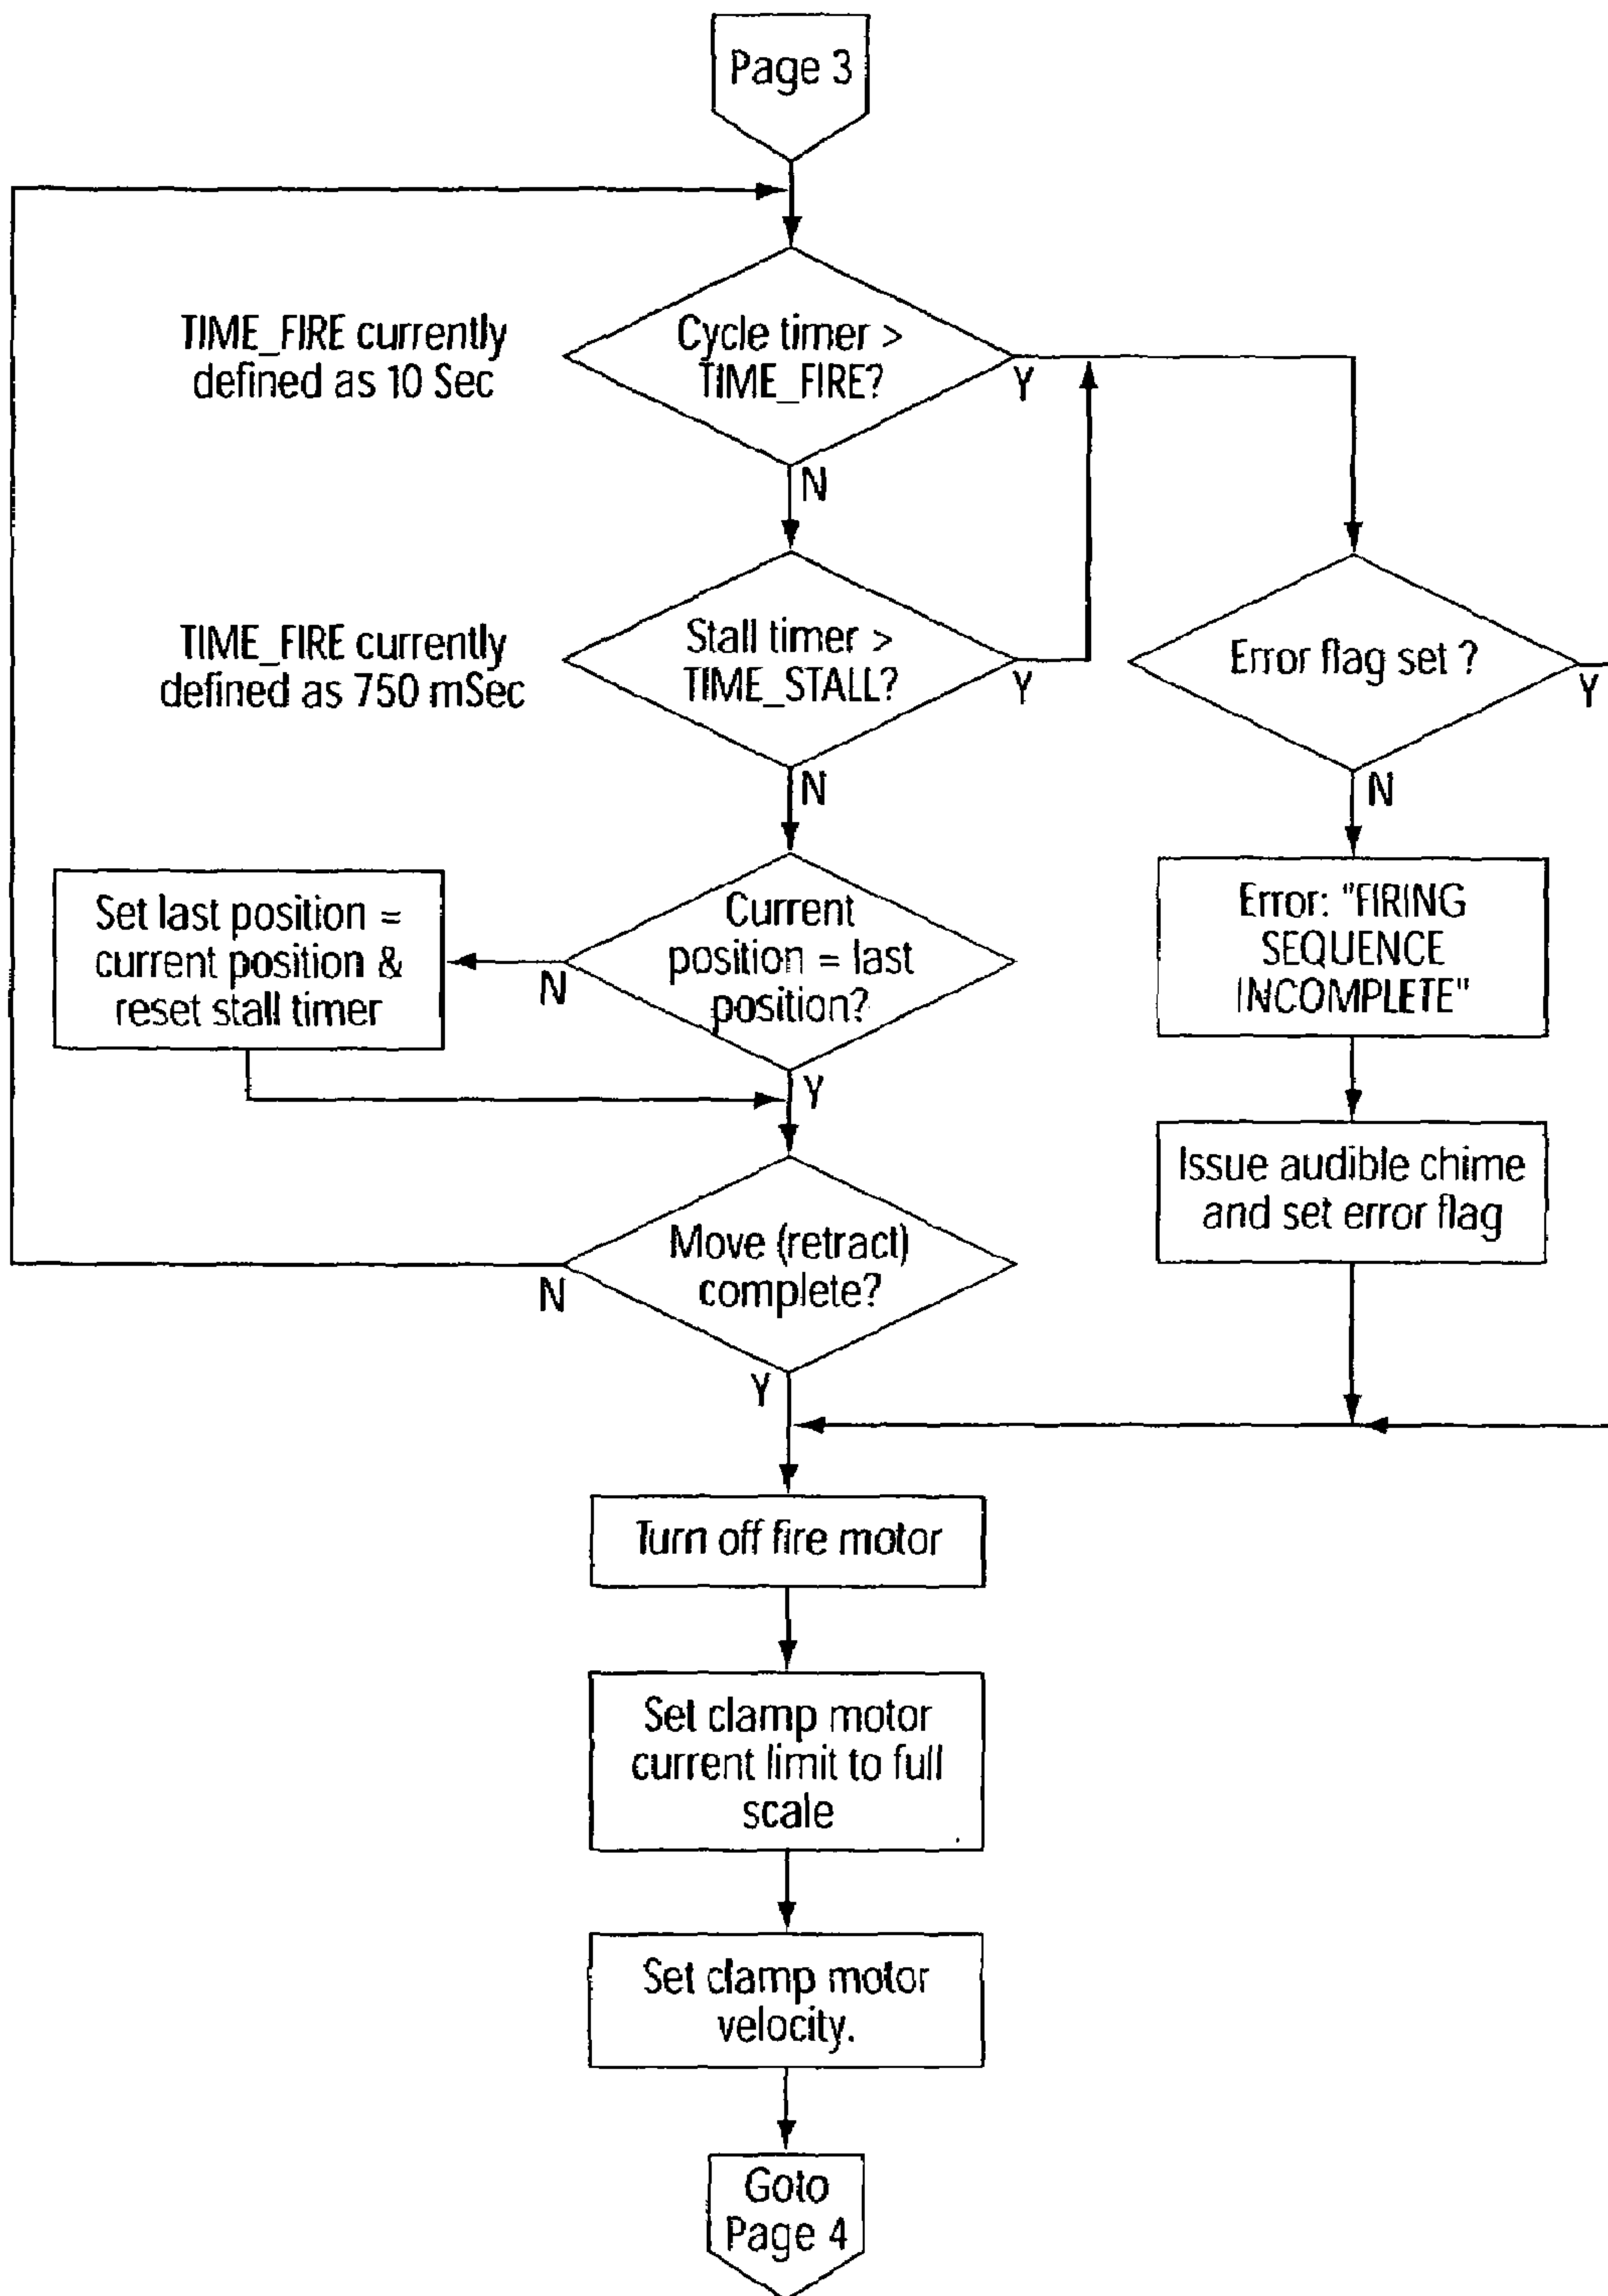 Page 3
TIME_FIRE currently
defined as 10 Sec
Cycle timer >
TIME_FIRE?
Y
N
TIME_FIRE currently
defined as 750 mSec
Stall timer >
TIME_STALL?
Y
N
Error flag set ?
Y
N
Set last position =
current position &
reset stall timer
Current
position = last
position?
N
Y
Error: "FIRING
SEQUENCE
INCOMPLETE"
Issue audible chime
and set error flag
Move (retract)
complete?
N
Y
Turn off fire motor
Set clamp motor
current limit to full
scale
Set clamp motor
velocity.
Goto
Page 4